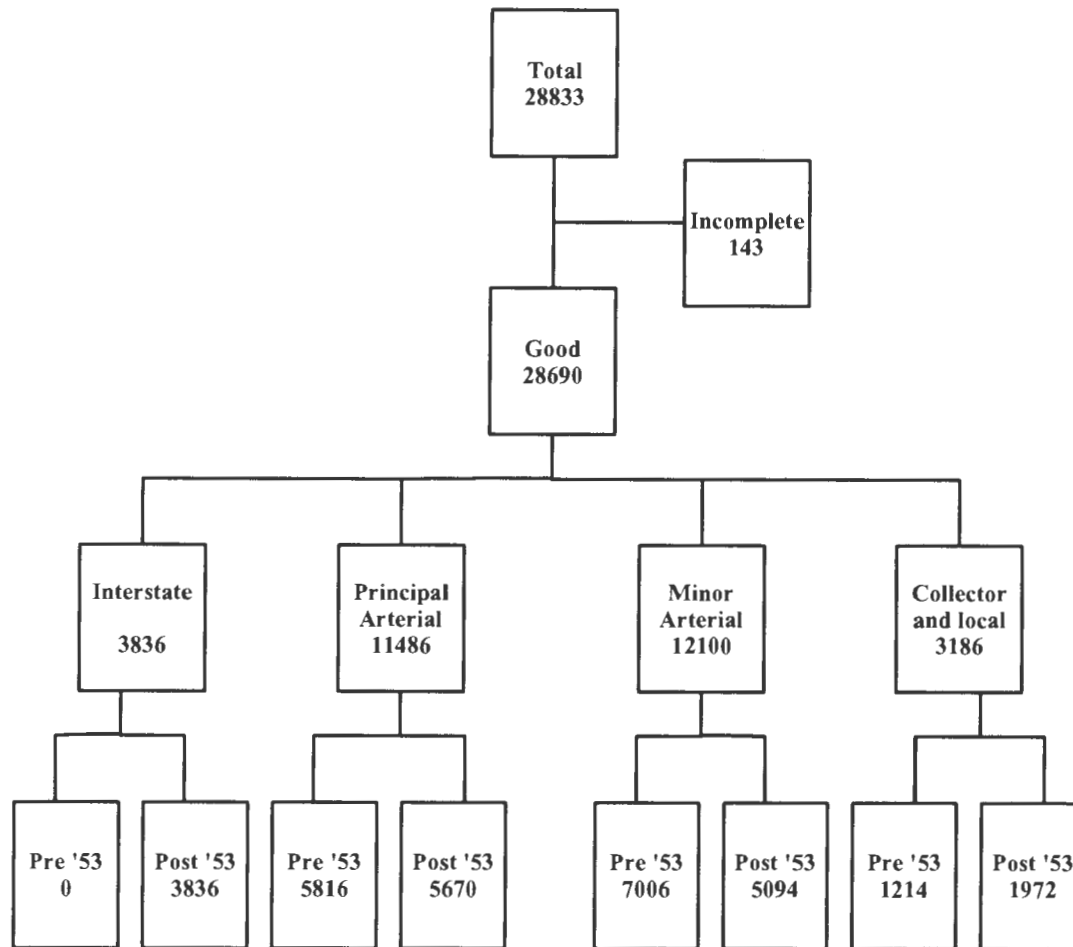 Total
28833
Incomplete
143
Good
28690
Interstate
3836
Principal
Arterial
11486
Minor
Arterial
12100
Collector
and local
3186
Pre '53
0
Post '53
3836
Pre '53
5816
Post '53
5670
Pre '53
7006
Post '53
5094
Pre '53
1214
Post '53
1972